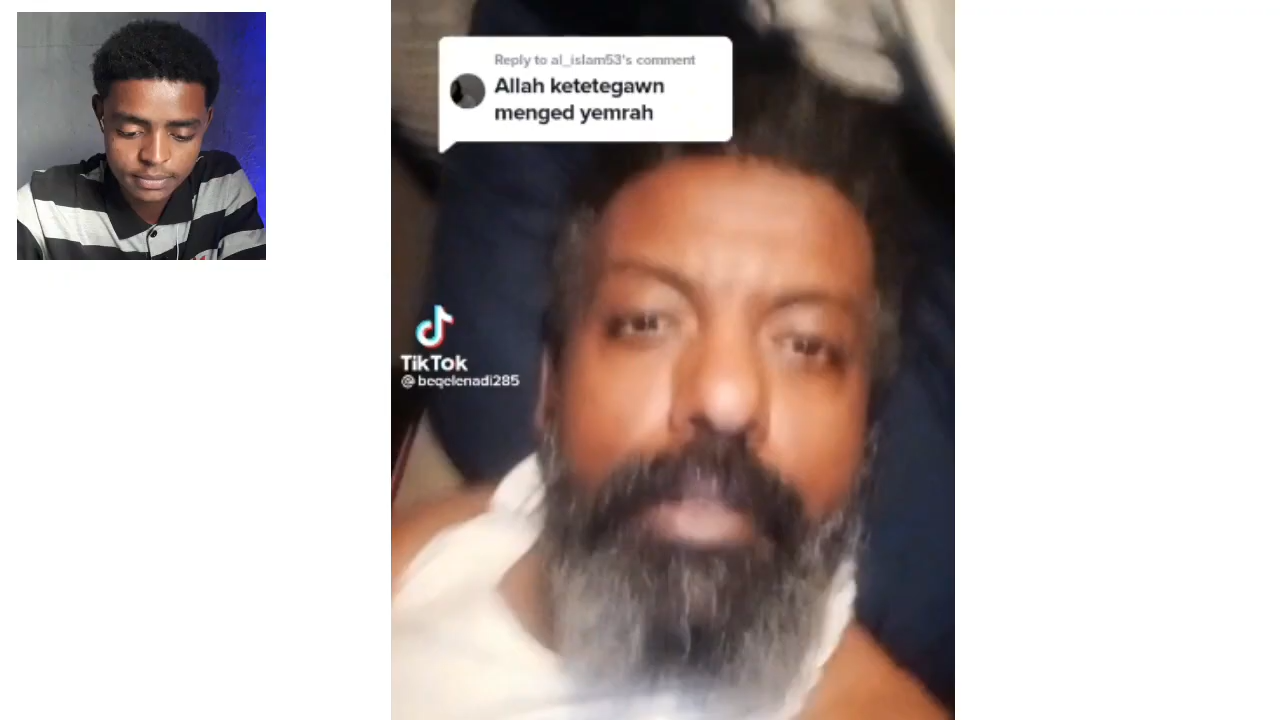 Reply to al_islam53's comment
Allah ketetegawn
menged yemrah
TikTok
@beqelenadi285